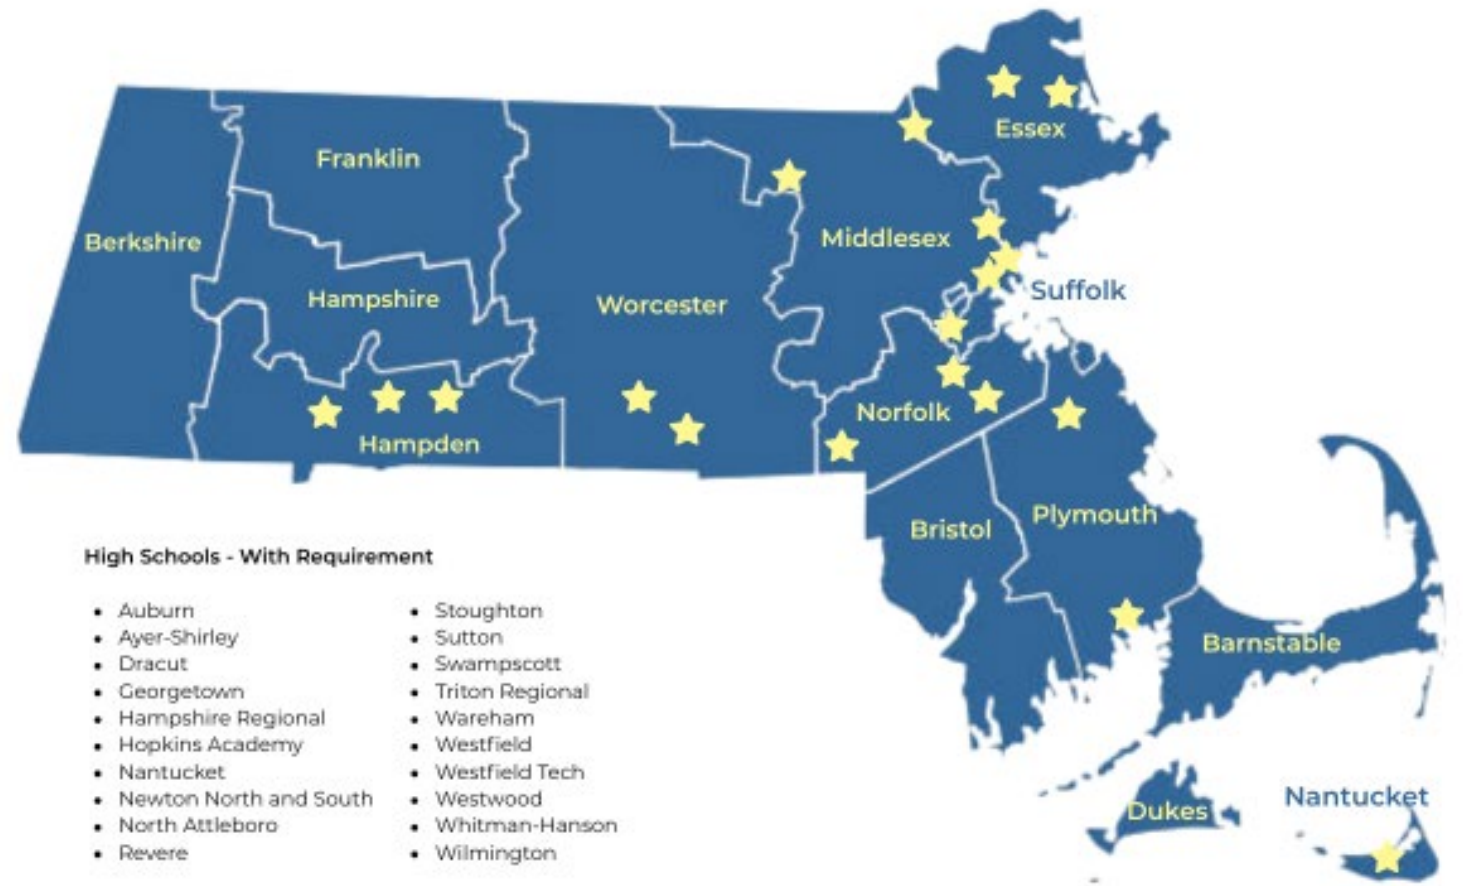 Essex
Franklin
Middlesex
Berkshire
Suffolk
Hampshire
Worcester
Norfolk
Hampden
Plymouth
Bristol
Barnstable
Nantucket
Dukes
High Schools - With Requirement
• Auburn
• Ayer-Shirley
• Dracut
• Georgetown
• Hampshire Regional
• Hopkins Academy
• Nantucket
• Newton North and South
• North Attleboro
• Revere
• Stoughton
• Sutton
• Swampscott
• Triton Regional
• Wareham
• Westfield
• Westfield Tech
• Westwood
• Whitman-Hanson
• Wilmington